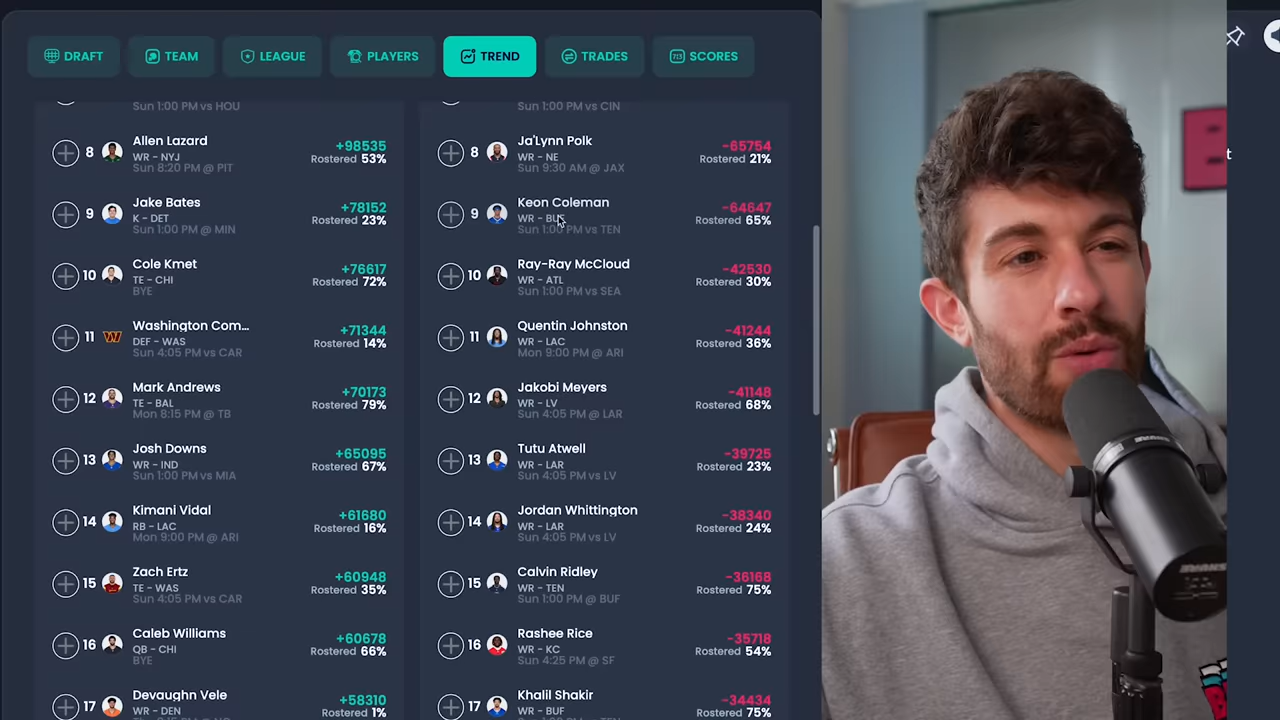 DRAFT
TEAM
LEAGUE
PLAYERS
TREND
TRADES
SCORES
Sun 1:00 PM vs HOU
8
Allen Lazard
WR - NYJ
Sun 8:20 PM @ PIT
+98535
Rostered 53%
9
Jake Bates
K - DET
Sun 1:00 PM @ MIN
+78152
Rostered 23%
10
Cole Kmet
TE - CHI
BYE
+76617
Rostered 72%
11
Washington Com...
DEF - WAS
Sun 4:05 PM vs CAR
+71344
Rostered 14%
12
Mark Andrews
TE - BAL
Mon 8:15 PM @ TB
+70173
Rostered 79%
13
Josh Downs
WR - IND
Sun 1:00 PM vs MIA
+65095
Rostered 67%
14
Kimani Vidal
RB - LAC
Mon 9:00 PM @ ARI
+61680
Rostered 16%
15
Zach Ertz
TE - WAS
Sun 4:05 PM vs CAR
+60948
Rostered 35%
16
Caleb Williams
QB - CHI
BYE
+60678
Rostered 66%
17
Devaughn Vele
WR - DEN
+58310
Rostered 1%
Sun 1:00 PM vs CIN
8
Ja'Lynn Polk
WR - NE
Sun 9:30 AM @ JAX
-65754
Rostered 21%
9
Keon Coleman
WR - BUF
Sun 1:00 PM vs TEN
-64647
Rostered 65%
10
Ray-Ray McCloud
WR - ATL
Sun 1:00 PM vs SEA
-42530
Rostered 30%
11
Quentin Johnston
WR - LAC
Mon 9:00 PM @ ARI
-41244
Rostered 36%
12
Jakobi Meyers
WR - LV
Sun 4:05 PM @ LAR
-41148
Rostered 68%
13
Tutu Atwell
WR - LAR
Sun 4:05 PM vs LV
-39725
Rostered 23%
14
Jordan Whittington
WR - LAR
Sun 4:05 PM vs LV
-38340
Rostered 24%
15
Calvin Ridley
WR - TEN
Sun 1:00 PM @ BUF
-36168
Rostered 75%
16
Rashee Rice
WR - KC
Sun 4:25 PM @ SF
-35718
Rostered 54%
17
Khalil Shakir
WR - BUF
-34434
Rostered 75%
t